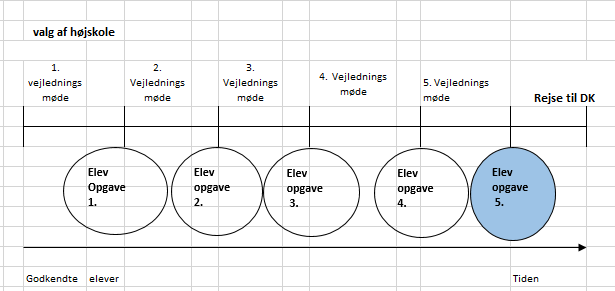 valg af højskole
1.
vejlednings
møde
2.
Vejlednings
møde
3.
Vejlednings
møde
4. Vejlednings
møde
5. Vejlednings
møde
Rejse til DK
Elev
Opgave
1.
Elev
opgave
2.
Elev
opgave
3.
Elev
opgave
4.
Elev
opgave
5.
Godkendte elever
Tiden